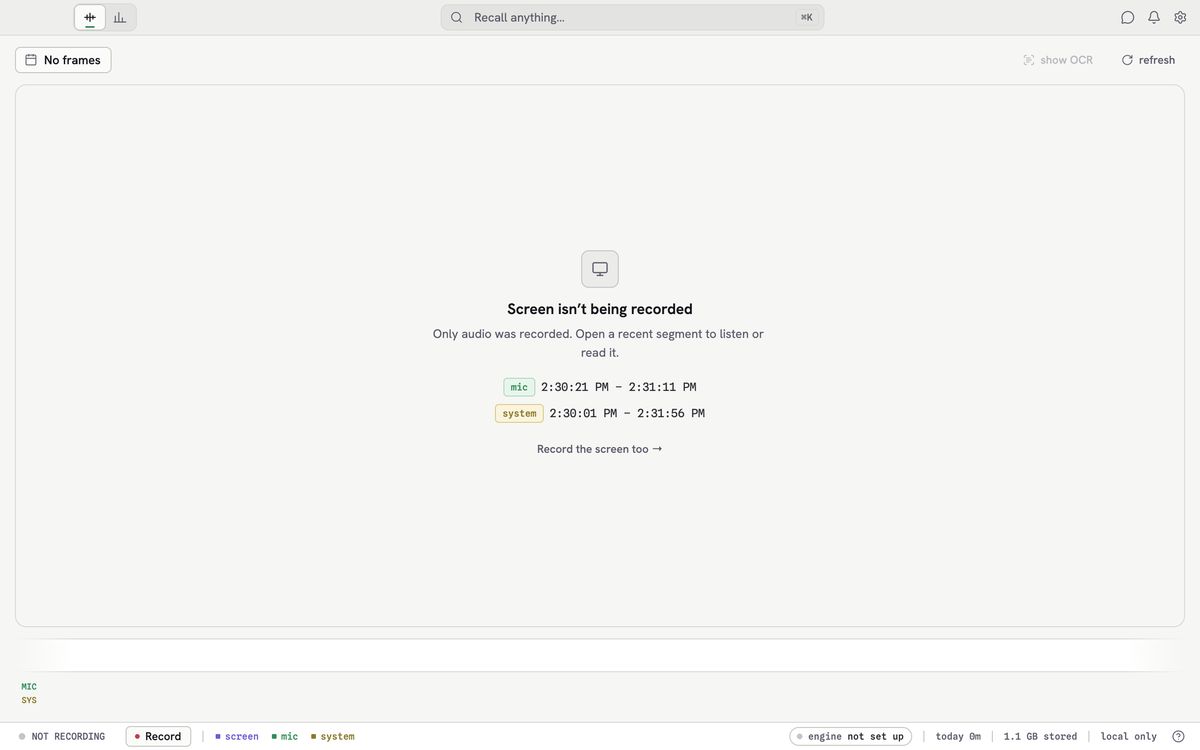 Recall anything...
⌘K
No frames
show OCR
refresh
Screen isn't being recorded
Only audio was recorded. Open a recent segment to listen or
read it.
mic 2:30:21 PM – 2:31:11 PM
system 2:30:01 PM – 2:31:56 PM
Record the screen too →
MIC
SYS
NOT RECORDING
Record
screen
mic
system
engine not set up
today 0m
1.1 GB stored
local only